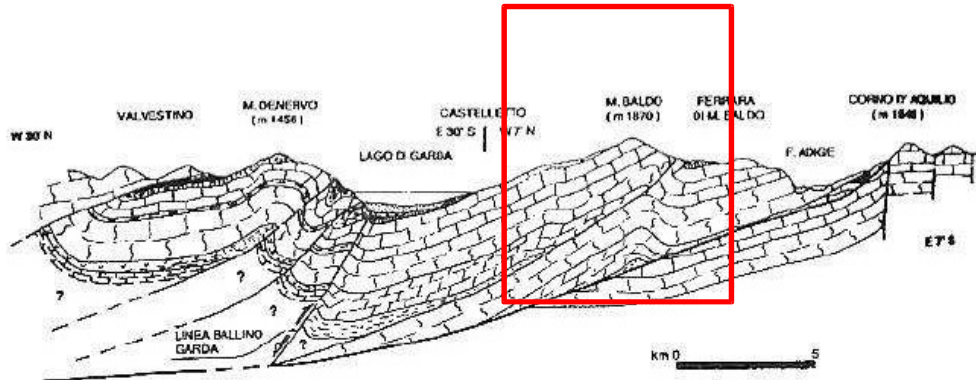 W 30° N
VALVESTINO
M. DENERVO
(m 1456)
LAGO DI GARDA
CASTELLETTO
E 30° S
W 7° N
M. BALDO
(m 1870)
FERRARA
DI M. BALDO
F. ADIGE
CORNO D' AQUILIO
(m 1546)
E 7° S
?
?
?
?
LINEA BALLINO
GARDA
km 0
5